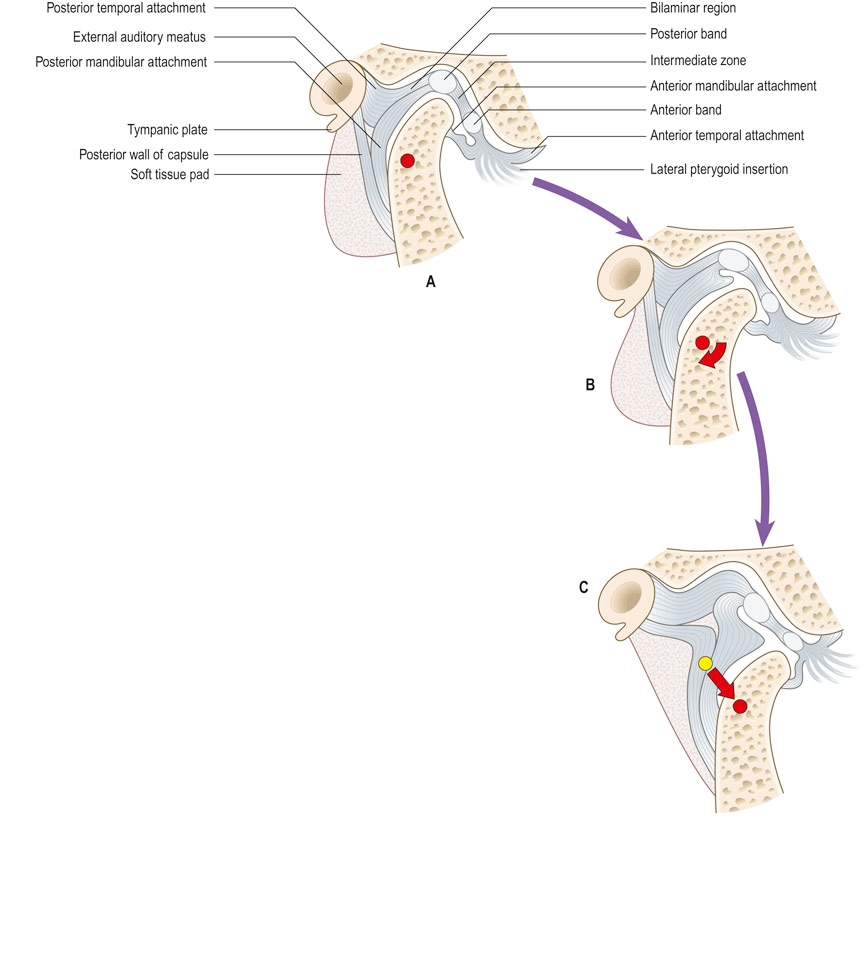 Posterior temporal attachment
External auditory meatus
Posterior mandibular attachment
Tympanic plate
Posterior wall of capsule
Soft tissue pad
Bilaminar region
Posterior band
Intermediate zone
Anterior mandibular attachment
Anterior band
Anterior temporal attachment
Lateral pterygoid insertion
A
B
C